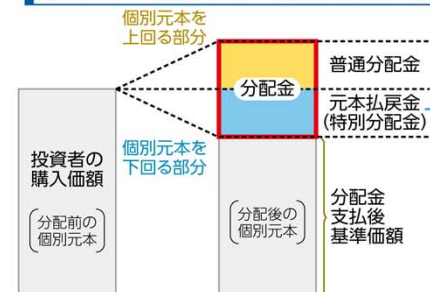 個別元本を
上回る部分
普通分配金
分配金
元本払戻金
(特別分配金)
個別元本を
下回る部分
投資者の
購入価額
分配前の
個別元本
分配後の
個別元本
分配金
支払後
基準価額